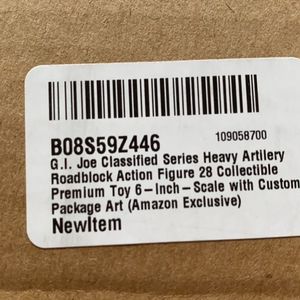 B08S59Z446 109058700
G.I. Joe Classified Series Heavy Artilery
Roadblock Action Figure 28 Collectible
Premium Toy 6-Inch-Scale with Custom
Package Art (Amazon Exclusive)
NewItem